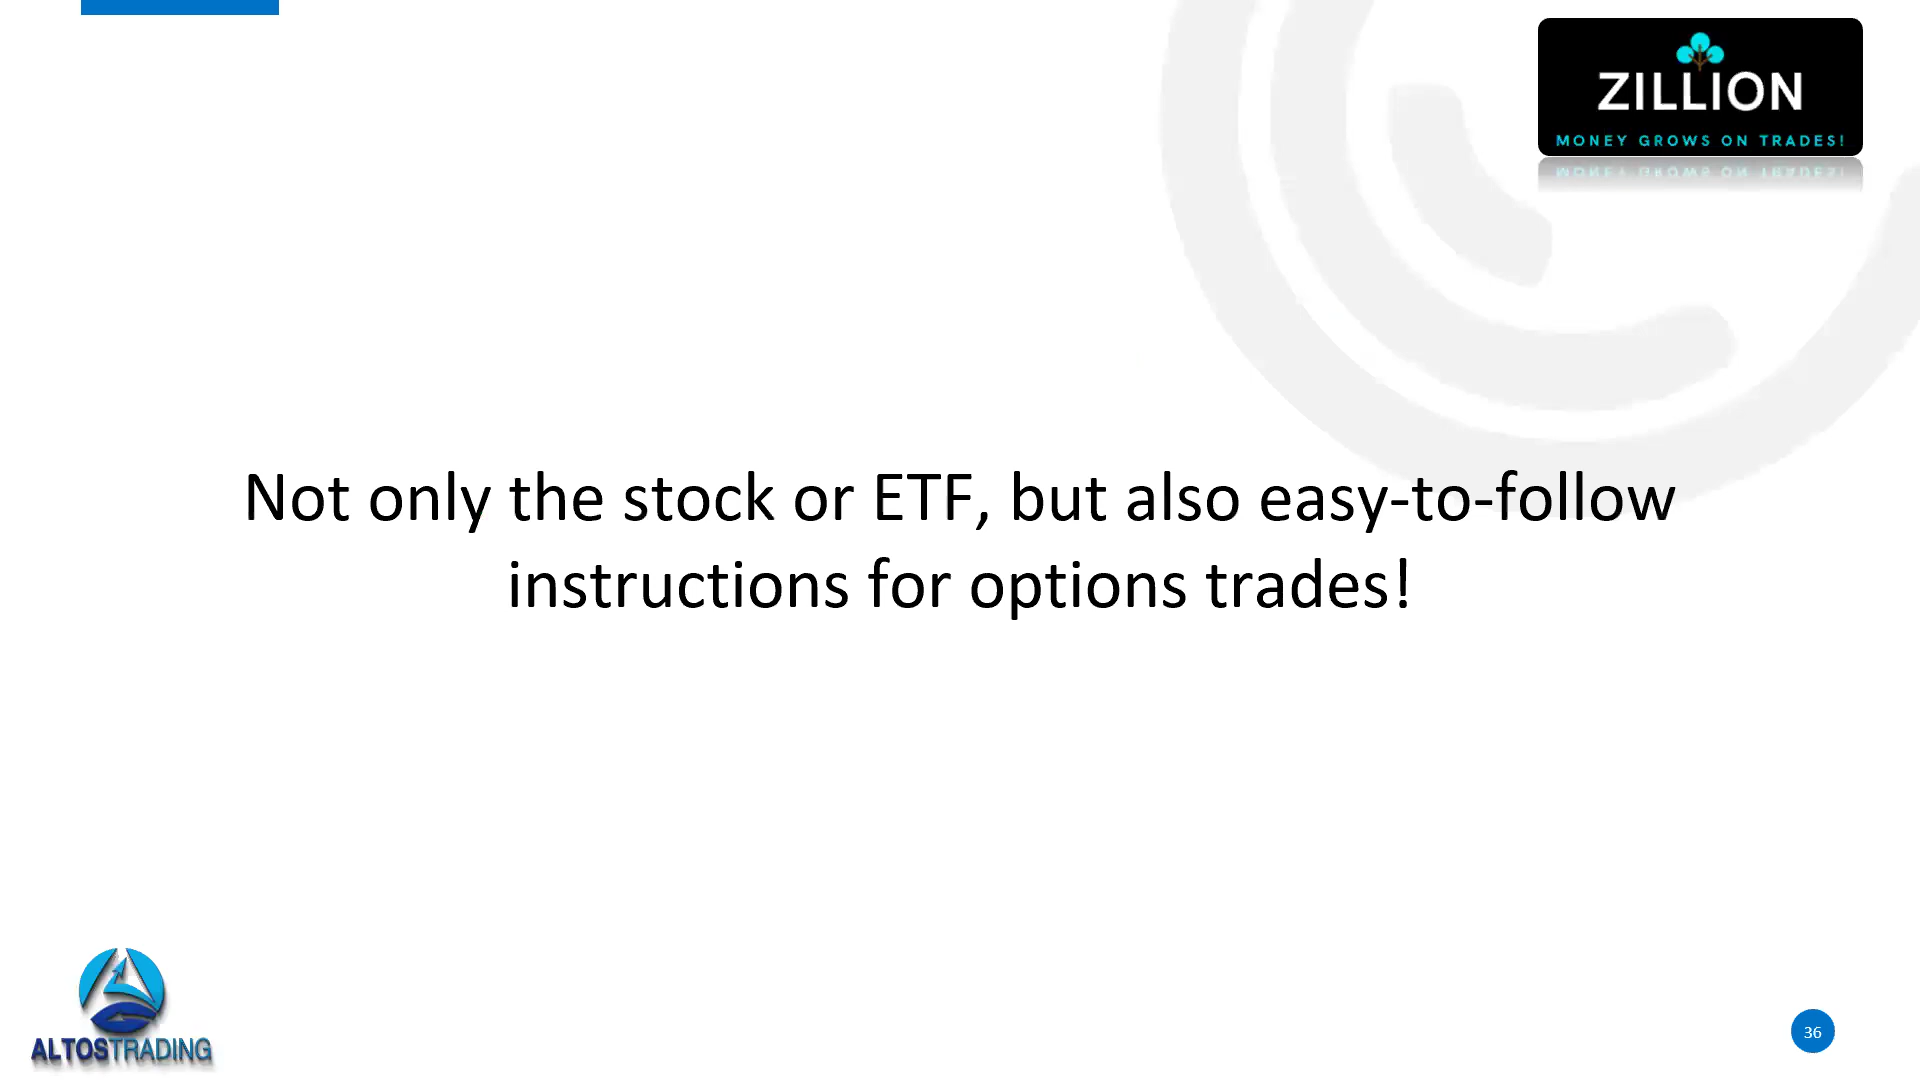 ZILLION
MONEY GROWS ON TRADES!
Not only the stock or ETF, but also easy-to-follow
instructions for options trades!
ALTOSTRADING
36